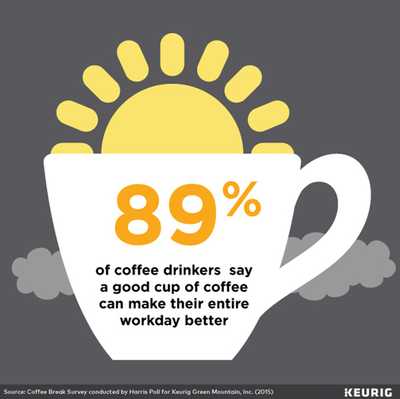 89%
of coffee drinkers say
a good cup of coffee
can make their entire
workday better
Source: Coffee Break Survey conducted by Harris Poll for Keurig Green Mountain, Inc. (2015)
KEURIG